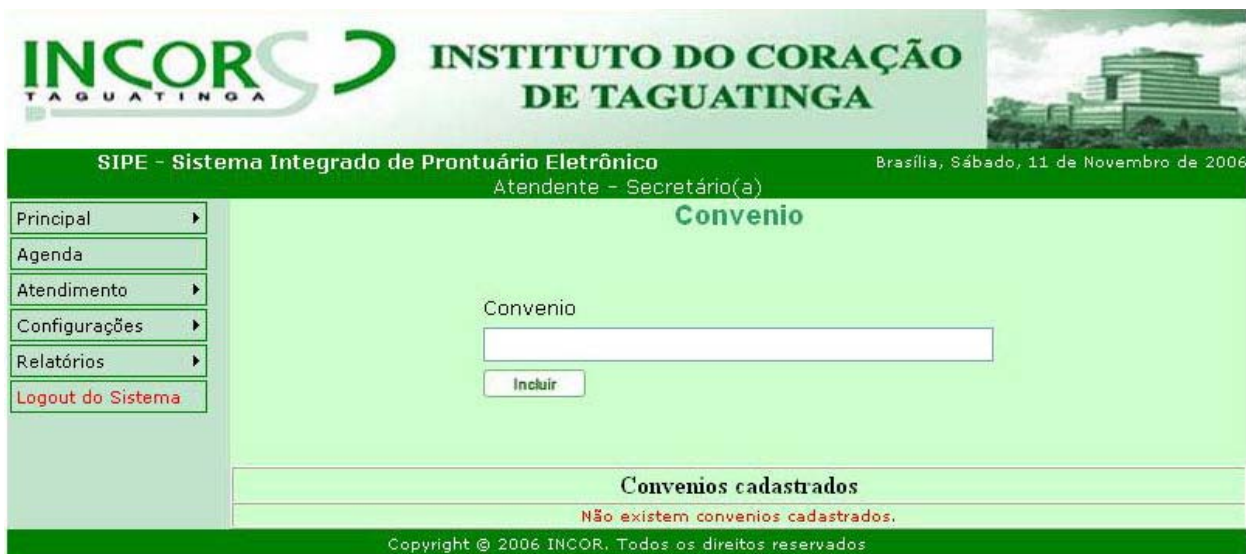 INCOR
TAGUATINGA
INSTITUTO DO CORAÇÃO
DE TAGUATINGA
SIPE - Sistema Integrado de Prontuário Eletrônico
Brasília, Sábado, 11 de Novembro de 2006
Atendente - Secretário(a)
Principal
Agenda
Atendimento
Configurações
Relatórios
Logout do Sistema
Convenio
Convenio
Incluir
Convenios cadastrados
Não existem convenios cadastrados.
Copyright @ 2006 INCOR. Todos os direitos reservados